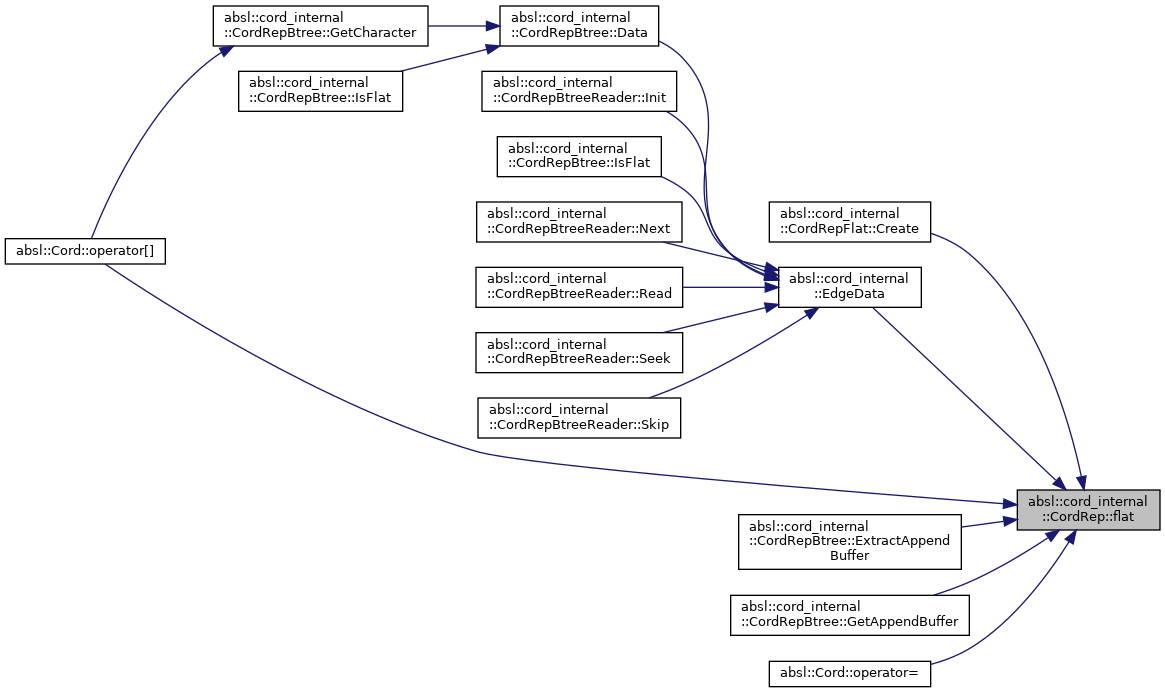 absl::cord_internal
::CordRepBtree::GetCharacter
absl::cord_internal
::CordRepBtree::Data
absl::cord_internal
::CordRepBtree::IsFlat
absl::cord_internal
::CordRepBtreeReader::Init
absl::cord_internal
::CordRepBtree::IsFlat
absl::cord_internal
::CordRepBtreeReader::Next
absl::cord_internal
::CordRepFlat::Create
absl::Cord::operator[]
absl::cord_internal
::CordRepBtreeReader::Read
absl::cord_internal
::EdgeData
absl::cord_internal
::CordRepBtreeReader::Seek
absl::cord_internal
::CordRepBtreeReader::Skip
absl::cord_internal
::CordRep::flat
absl::cord_internal
::CordRepBtree::ExtractAppend
Buffer
absl::cord_internal
::CordRepBtree::GetAppendBuffer
absl::Cord::operator=